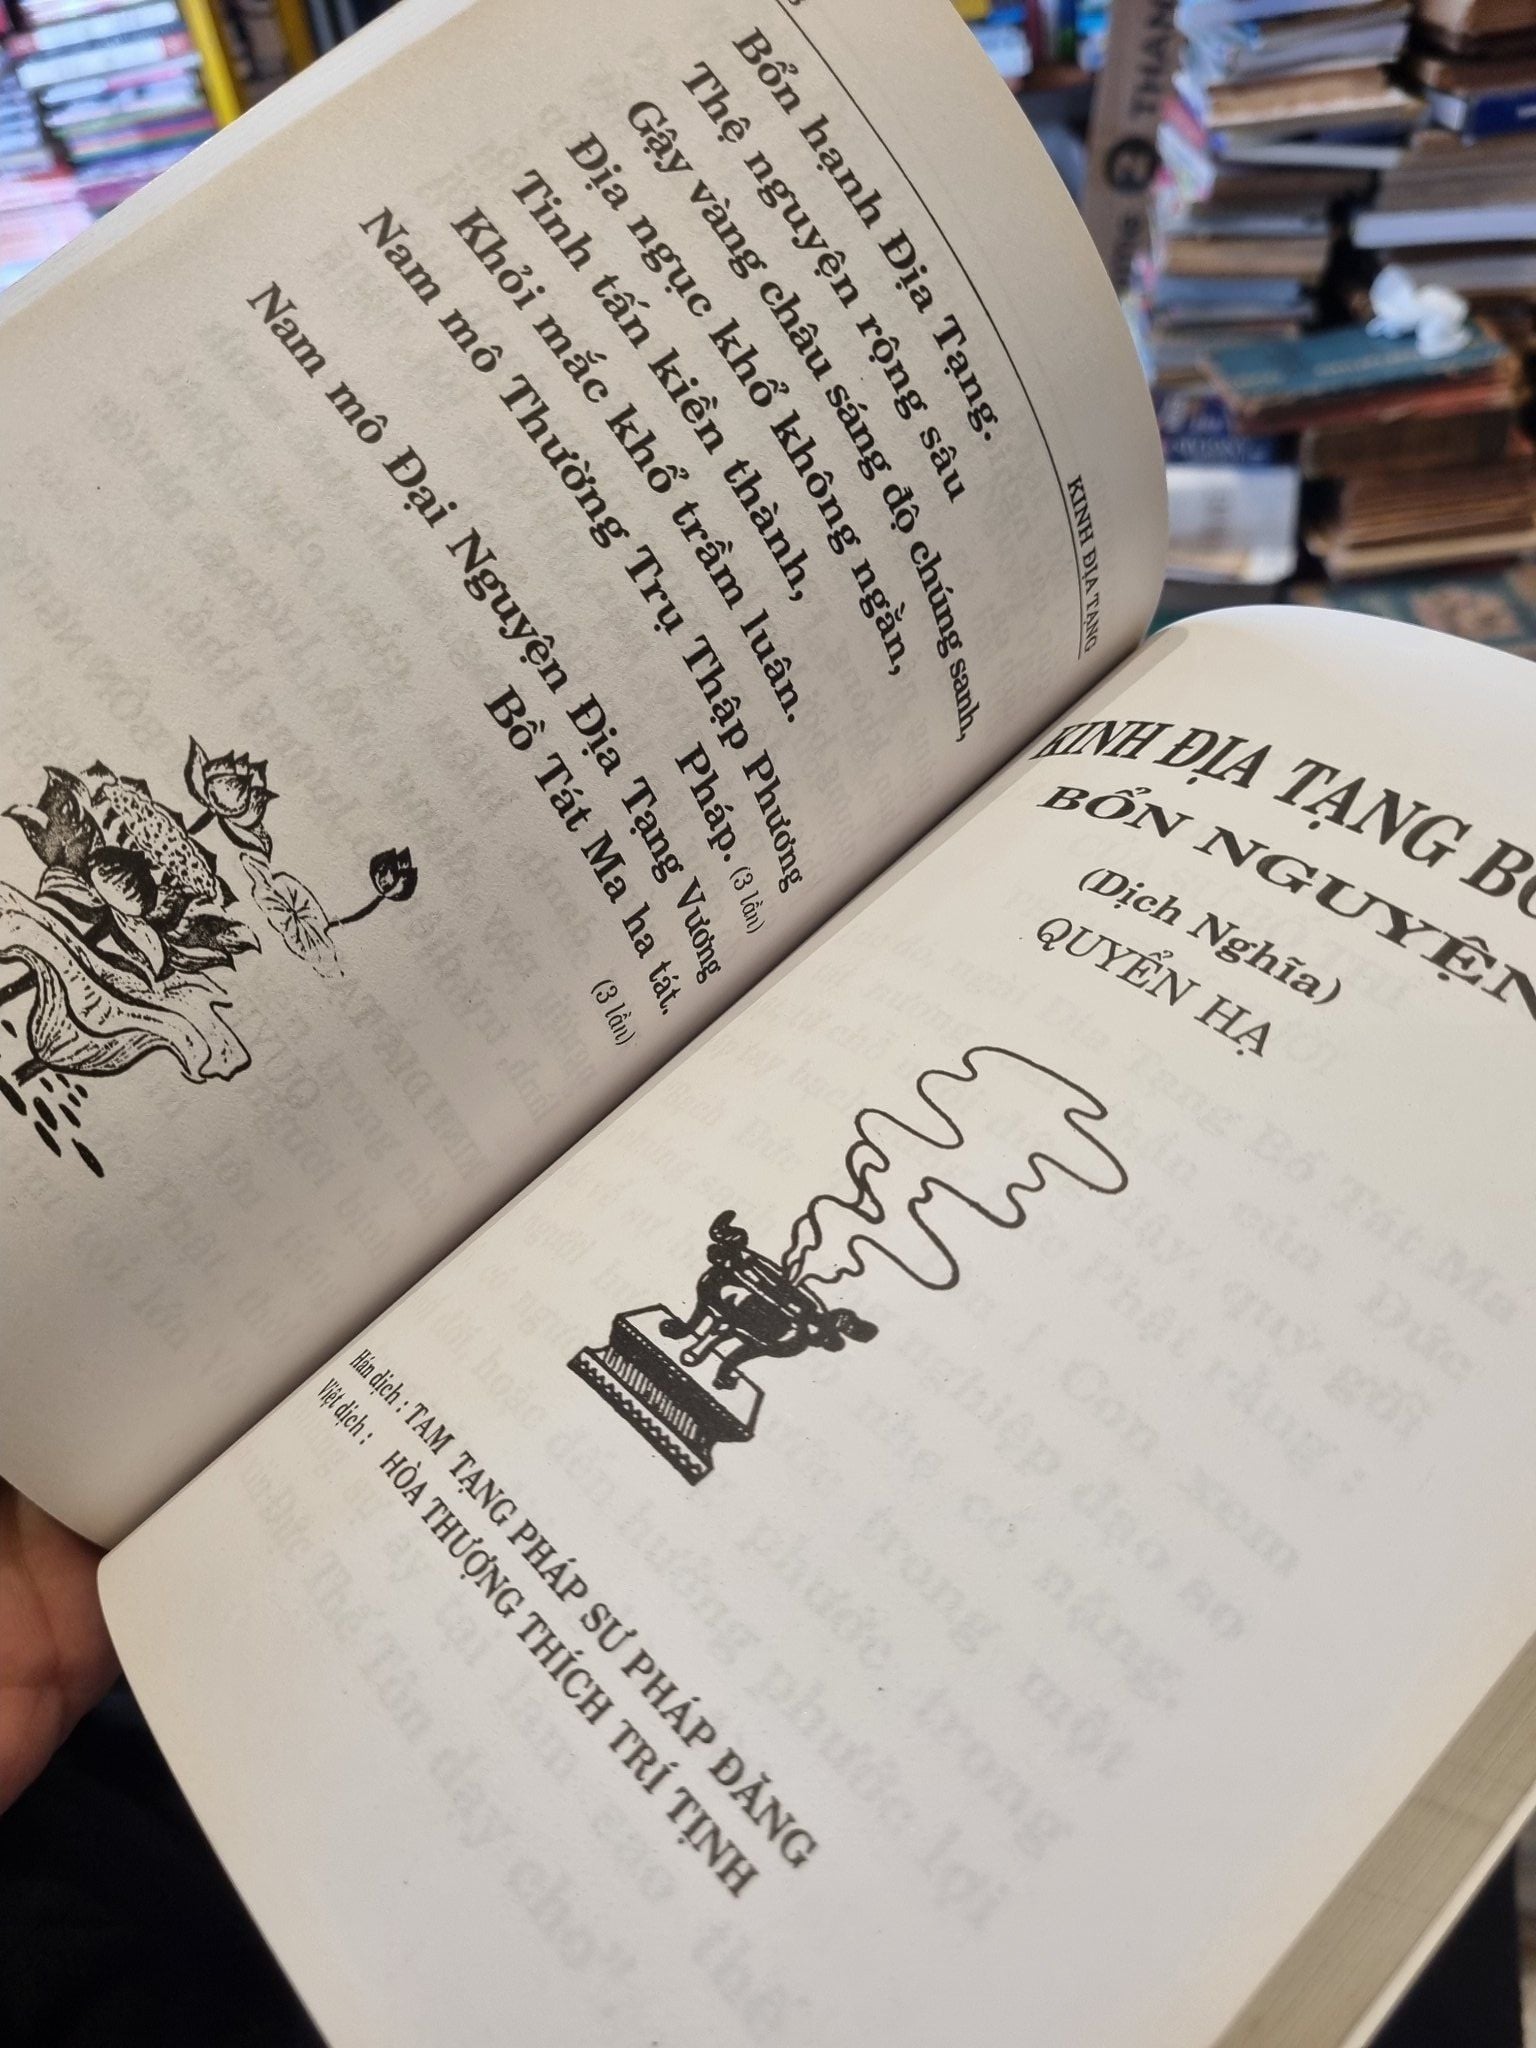 KINH ĐỊA TẠNG
Bổn hạnh Địa Tạng.
Thệ nguyện rộng sâu
Gậy vàng châu sáng độ chúng sanh,
Địa ngục khổ không ngằn,
Tinh tấn kiền thành,
Khỏi mắc khổ trầm luân.
Nam mô Thường Trụ Thập Phương
Pháp. (3 lần)
Nam mô Đại Nguyện Địa Tạng Vương
Bồ Tát Ma ha tát.
(3 lần)
KINH ĐỊA TẠNG
BỔN NGUYỆN
(Dịch Nghĩa)
QUYỂN HẠ
Hán dịch : TAM TẠNG PHÁP SƯ PHÁP ĐĂNG
Việt dịch : HÒA THƯỢNG THÍCH TRÍ TỊNH